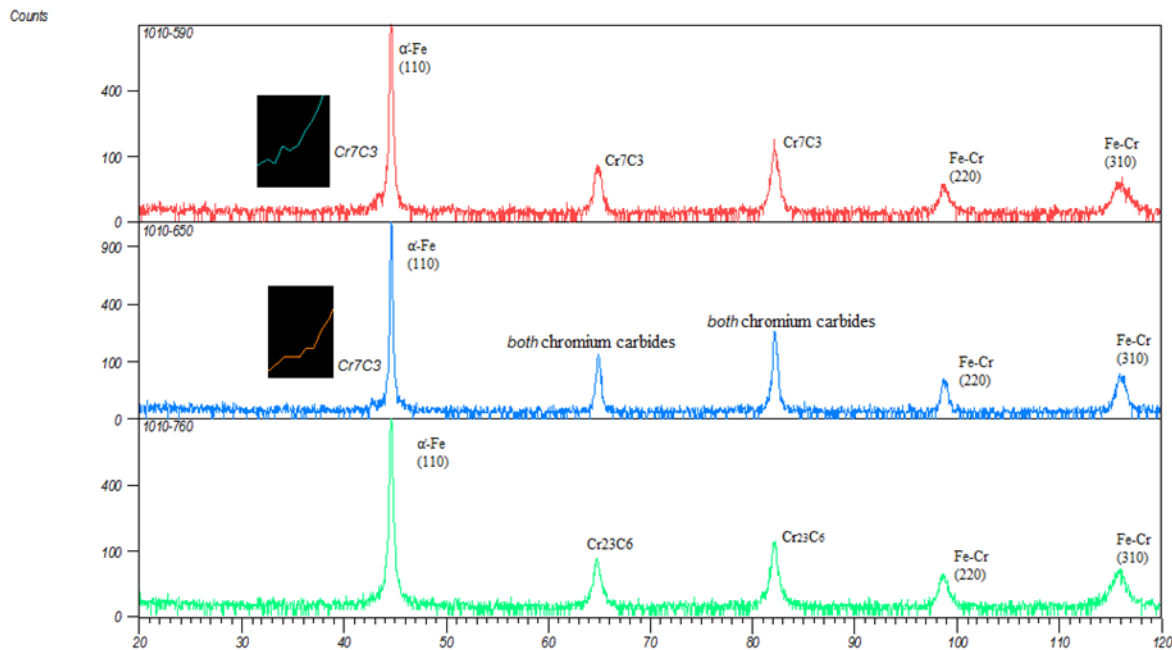 Counts
1010-590
α'-Fe
(110)
400
Cr7C3
Cr7C3
Cr7C3
Fe-Cr
(220)
Fe-Cr
(310)
100
0
1010-650
900
α'-Fe
(110)
400
Cr7C3
both chromium carbides
both chromium carbides
Fe-Cr
(220)
Fe-Cr
(310)
100
0
1010-760
α'-Fe
(110)
400
Cr23C6
Cr23C6
Fe-Cr
(220)
Fe-Cr
(310)
100
0
20 30 40 50 60 70 80 90 100 110 120